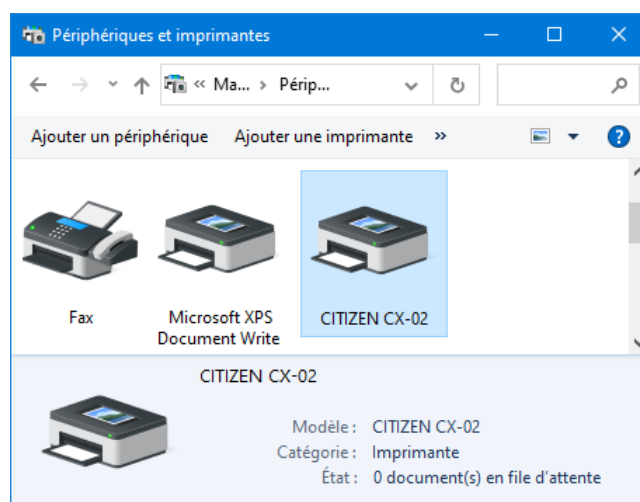 Périphériques et imprimantes
« Ma... › Périp...
Ajouter un périphérique Ajouter une imprimante »
Fax
Microsoft XPS
Document Write
CITIZEN CX-02
CITIZEN CX-02
Modèle : CITIZEN CX-02
Catégorie : Imprimante
État : 0 document(s) en file d'attente